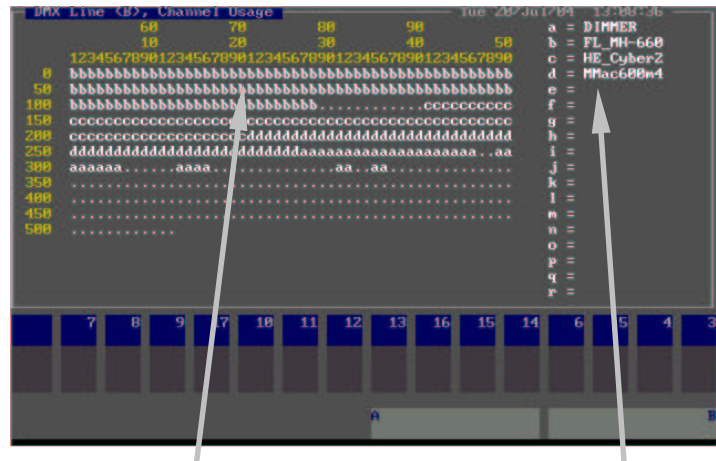 DMX Line <B>, Channel Usage Tue 20/Jul/04 13:08:36
60 70 80 90 a = DIMMER
10 20 30 40 50 b = FL_MH-660
12345678901234567890123456789012345678901234567890 c = HE_Cyber2
0 bbbbbbbbbbbbbbbbbbbbbbbbbbbbbbbbbbbbbbbbbbbbbbbbbb d = MMac600m4
50 bbbbbbbbbbbbbbbbbbbbbbbbbbbbbbbbbbbbbbbbbbbbbbbbbb e =
100 bbbbbbbbbbbbbbbbbbbbbbbbbbbb............cccccccccc f =
150 cccccccccccccccccccccccccccccccccccccccccccccccccc g =
200 ccccccccccccccccccccdddddddddddddddddddddddddddddd h =
250 ddddddddddddddddddddddddddaaaaaaaaaaaaaaaaaaaa..aa i =
300 aaaaaa......aaaa..............aa..aa.............. j =
350 .................................................. k =
400 .................................................. l =
450 .................................................. m =
500 ............ n =
o =
p =
q =
r =
7 8 9 17 10 11 12 13 16 15 14 6 5 4 3
A B